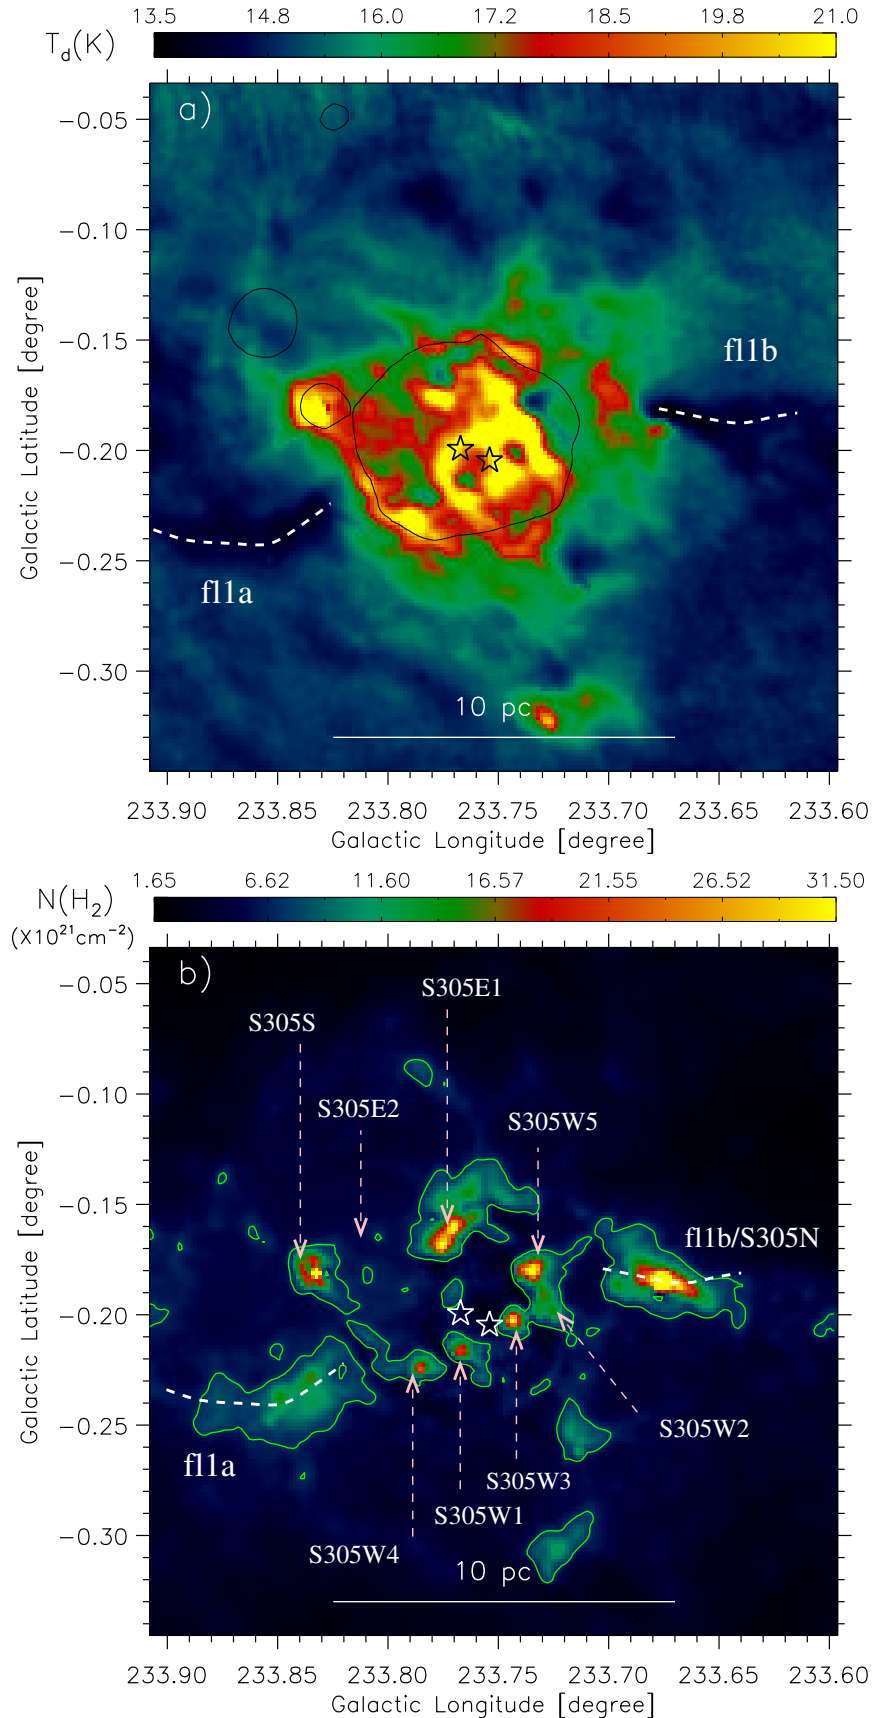 13.5 14.8 16.0 17.2 18.5 19.8 21.0
T_d(K)
a)
−0.05
−0.10
−0.15
fl1b
−0.20
−0.25
fl1a
−0.30
10 pc
Galactic Latitude [degree]
233.90 233.85 233.80 233.75 233.70 233.65 233.60
Galactic Longitude [degree]
1.65 6.62 11.60 16.57 21.55 26.52 31.50
N(H₂)
(X10²¹cm⁻²)
b)
−0.05
S305E1
S305S
−0.10
S305E2
S305W5
−0.15
fl1b/S305N
−0.20
−0.25
S305W2
fl1a
S305W3
S305W1
−0.30
S305W4
10 pc
Galactic Latitude [degree]
233.90 233.85 233.80 233.75 233.70 233.65 233.60
Galactic Longitude [degree]